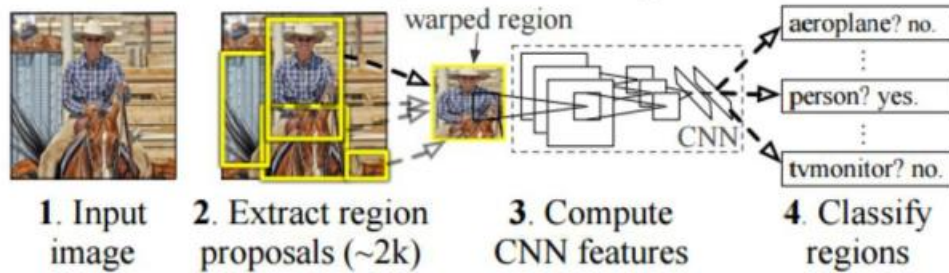 warped region
aeroplane? no.
person? yes.
CNN
tvmonitor? no.
1. Input
image
2. Extract region
proposals (~2k)
3. Compute
CNN features
4. Classify
regions